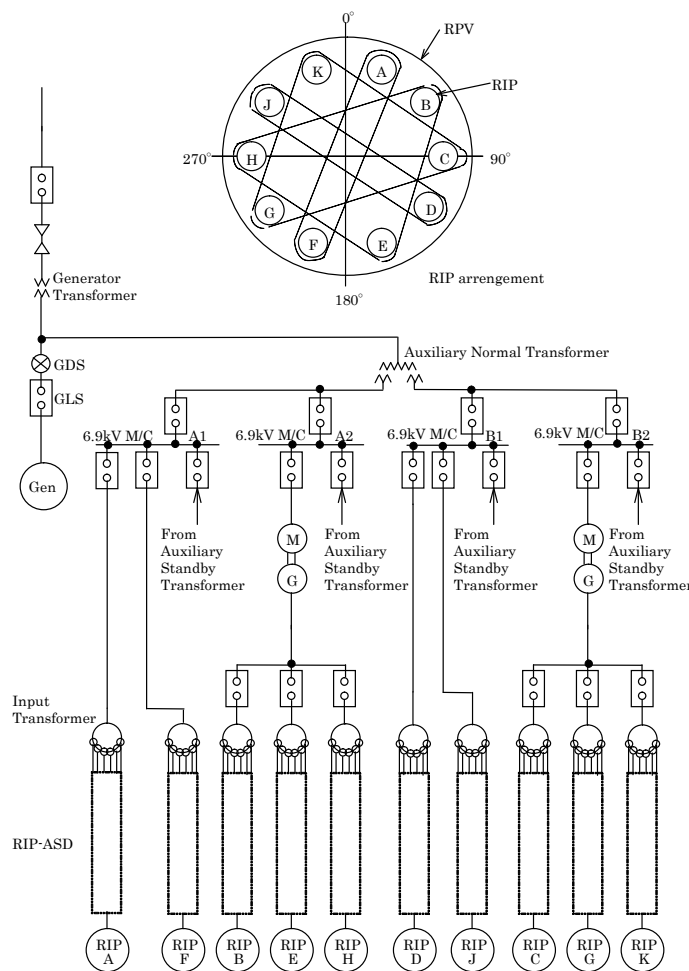 0°
RPV
K
A
RIP
J
B
270°
H
C
90°
G
D
F
E
RIP arrengement
180°
Generator
Transformer
Auxiliary Normal Transformer
GDS
GLS
6.9kV M/C
A1
6.9kV M/C
A2
6.9kV M/C
B1
6.9kV M/C
B2
Gen
From
Auxiliary
Standby
Transformer
M
G
From
Auxiliary
Standby
Transformer
From
Auxiliary
Standby
Transformer
M
G
From
Auxiliary
Standby
Transformer
Input
Transformer
RIP-ASD
RIP
A
RIP
F
RIP
B
RIP
E
RIP
H
RIP
D
RIP
J
RIP
C
RIP
G
RIP
K